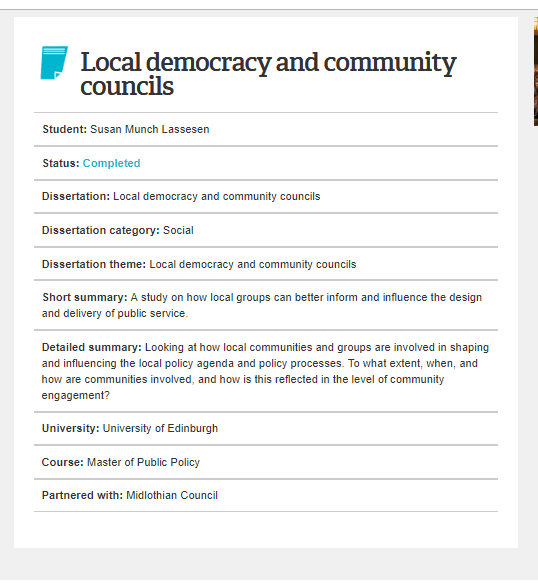 Local democracy and community
councils
Student: Susan Munch Lassesen
Status: Completed
Dissertation: Local democracy and community councils
Dissertation category: Social
Dissertation theme: Local democracy and community councils
Short summary: A study on how local groups can better inform and influence the design
and delivery of public service.
Detailed summary: Looking at how local communities and groups are involved in shaping
and influencing the local policy agenda and policy processes. To what extent, when, and
how are communities involved, and how is this reflected in the level of community
engagement?
University: University of Edinburgh
Course: Master of Public Policy
Partnered with: Midlothian Council